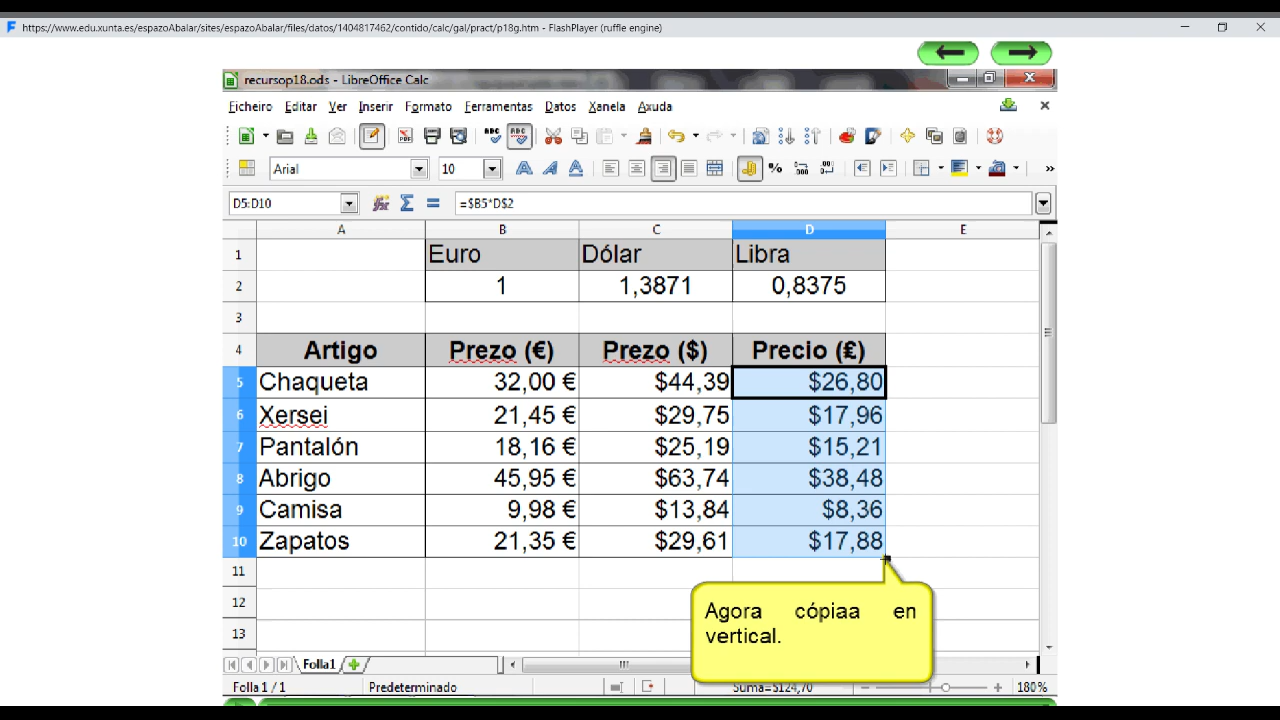 https://www.edu.xunta.es/espazoAbalar/sites/espazoAbalar/files/datos/1404817462/contido/calc/gal/pract/p18g.htm - FlashPlayer (ruffle engine)
recursop18.ods - LibreOffice Calc
Ficheiro Editar Ver Inserir Formato Ferramentas Datos Xanela Axuda
Arial 10
D5:D10 =$B5*D$2
A B C D E
1 Euro Dólar Libra
2 1 1,3871 0,8375
3
4 Artigo Prezo (€) Prezo ($) Precio (₤)
5 Chaqueta 32,00 € $44,39 $26,80
6 Xersei 21,45 € $29,75 $17,96
7 Pantalón 18,16 € $25,19 $15,21
8 Abrigo 45,95 € $63,74 $38,48
9 Camisa 9,98 € $13,84 $8,36
10 Zapatos 21,35 € $29,61 $17,88
11
12
13
Agora cópiaa en
vertical.
Folla1
Folla 1 / 1 Predeterminado Suma=$124,70 180%